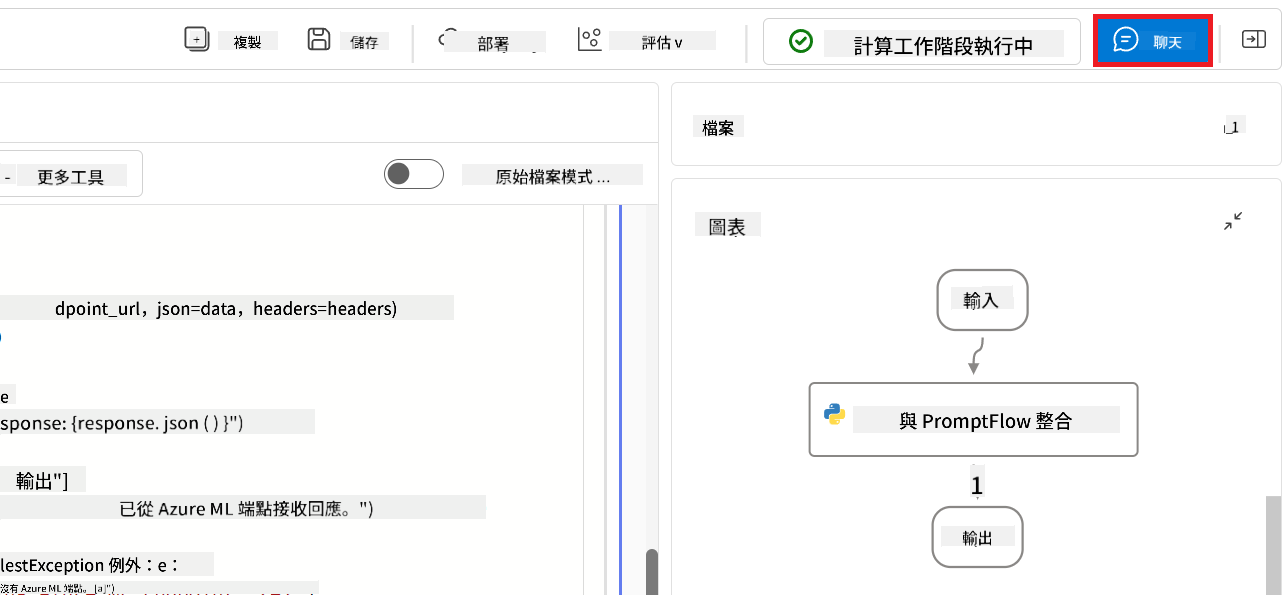 複製
儲存
部署
評估 v
計算工作階段執行中
聊天
- 更多工具
原始檔案模式 ...
dpoint_url，json=data，headers=headers)
e
sponse: {response. json ( ) }")
輸出"]
已從 Azure ML 端點接收回應。")
lestException 例外：e：
沒有 Azure ML 端點。
檔案
1
圖表
輸入
與 PromptFlow 整合
1
輸出